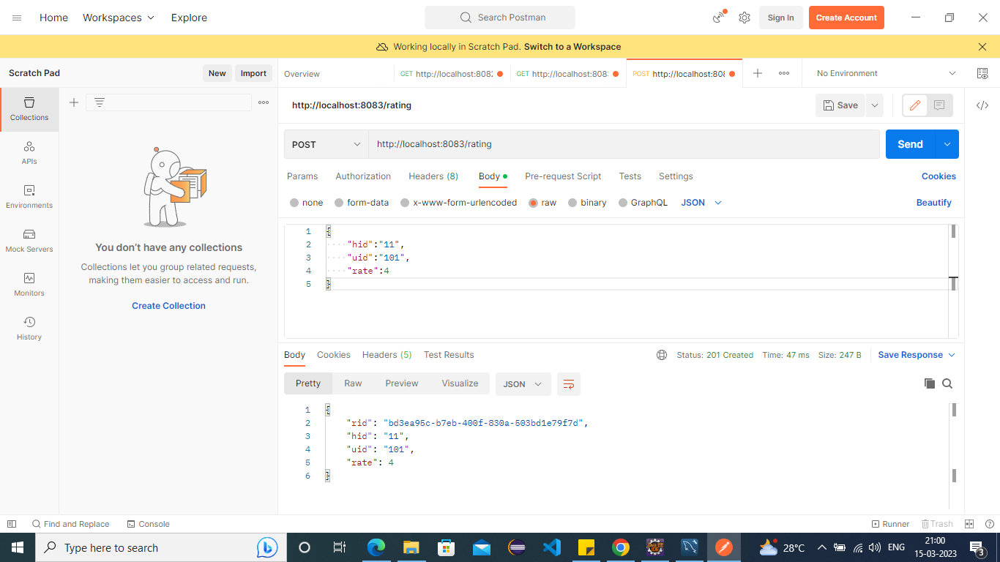 Home
Workspaces
Explore
Search Postman
Sign In
Create Account
Working locally in Scratch Pad. Switch to a Workspace
Scratch Pad
New
Import
Overview
GET http://localhost:8082
GET http://localhost:808
POST http://localhost:808
No Environment
http://localhost:8083/rating
Save
Collections
APIs
Environments
Mock Servers
Monitors
History
You don't have any collections
Collections let you group related requests,
making them easier to access and run.
Create Collection
POST
http://localhost:8083/rating
Send
Params
Authorization
Headers (8)
Body
Pre-request Script
Tests
Settings
Cookies
none
form-data
x-www-form-urlencoded
raw
binary
GraphQL
JSON
Beautify
1 {
2 "hid":"11",
3 "uid":"101",
4 "rate":4
5 }
Body
Cookies
Headers (5)
Test Results
Status: 201 Created
Time: 47 ms
Size: 247 B
Save Response
Pretty
Raw
Preview
Visualize
JSON
1 {
2 "rid": "bd3ea95c-b7eb-400f-830a-503bd1e79f7d",
3 "hid": "11",
4 "uid": "101",
5 "rate": 4
6 }
Find and Replace
Console
Runner
Trash
Type here to search
28°C
ENG
21:00
15-03-2023
3